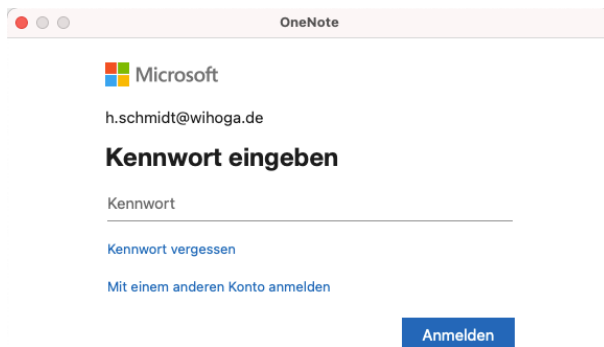 OneNote
Microsoft
h.schmidt@wihoga.de
Kennwort eingeben
Kennwort
Kennwort vergessen
Mit einem anderen Konto anmelden
Anmelden